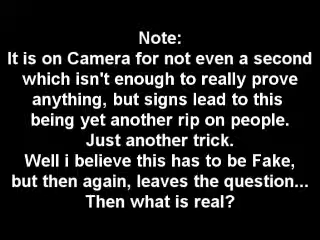 Note:
It is on Camera for not even a second
which isn't enough to really prove
anything, but signs lead to this
being yet another rip on people.
Just another trick.
Well i believe this has to be Fake,
but then again, leaves the question...
Then what is real?